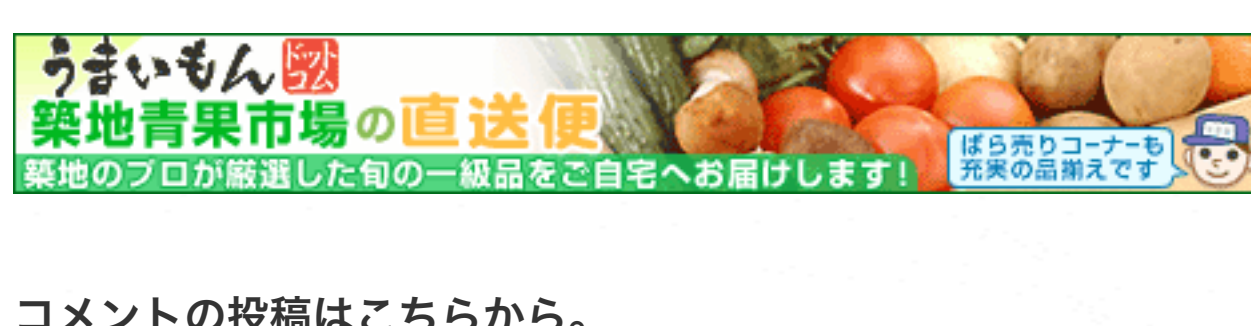 うまいもん ドットコム
築地青果市場の直送便
築地のプロが厳選した旬の一級品をご自宅へお届けします!
ばら売りコーナーも
充実の品揃えです
コメントの投稿はこちらから。